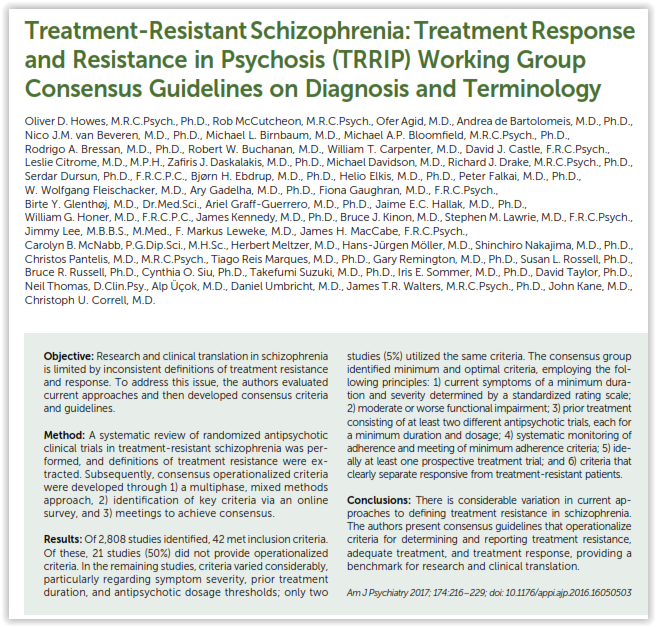 Treatment-Resistant Schizophrenia: Treatment Response
and Resistance in Psychosis (TRRIP) Working Group
Consensus Guidelines on Diagnosis and Terminology
Oliver D. Howes, M.R.C.Psych., Ph.D., Rob McCutcheon, M.R.C.Psych., Ofer Agid, M.D., Andrea de Bartolomeis, M.D., Ph.D.,
Nico J.M. van Beveren, M.D., Ph.D., Michael L. Birnbaum, M.D., Michael A.P. Bloomfield, M.R.C.Psych., Ph.D.,
Rodrigo A. Bressan, M.D., Ph.D., Robert W. Buchanan, M.D., William T. Carpenter, M.D., David J. Castle, F.R.C.Psych.,
Leslie Citrome, M.D., M.P.H., Zafiris J. Daskalakis, M.D., Ph.D., Michael Davidson, M.D., Richard J. Drake, M.R.C.Psych., Ph.D.,
Serdar Dursun, Ph.D., F.R.C.P.C., Bjørn H. Ebdrup, M.D., Ph.D., Helio Elkis, M.D., Ph.D., Peter Falkai, M.D., Ph.D.,
W. Wolfgang Fleischacker, M.D., Ary Gadelha, M.D., Ph.D., Fiona Gaughran, M.D., F.R.C.Psych.,
Birte Y. Glenthøj, M.D., Dr.Med.Sci., Ariel Graff-Guerrero, M.D., Ph.D., Jaime E.C. Hallak, M.D., Ph.D.,
William G. Honer, M.D., F.R.C.P.C., James Kennedy, M.D., Ph.D., Bruce J. Kinon, M.D., Stephen M. Lawrie, M.D., F.R.C.Psych.,
Jimmy Lee, M.B.B.S., M.Med., F. Markus Leweke, M.D., James H. MacCabe, F.R.C.Psych.,
Carolyn B. McNabb, P.G.Dip.Sci., M.H.Sc., Herbert Meltzer, M.D., Hans-Jürgen Möller, M.D., Shinchiro Nakajima, M.D., Ph.D.,
Christos Pantelis, M.D., M.R.C.Psych., Tiago Reis Marques, M.D., Ph.D., Gary Remington, M.D., Ph.D., Susan L. Rossell, Ph.D.,
Bruce R. Russell, Ph.D., Cynthia O. Siu, Ph.D., Takefumi Suzuki, M.D., Ph.D., Iris E. Sommer, M.D., Ph.D., David Taylor, Ph.D.,
Neil Thomas, D.Clin.Psy., Alp Üçok, M.D., Daniel Umbricht, M.D., James T.R. Walters, M.R.C.Psych., Ph.D., John Kane, M.D.,
Christoph U. Correll, M.D.
Objective: Research and clinical translation in schizophrenia
is limited by inconsistent definitions of treatment resistance
and response. To address this issue, the authors evaluated
current approaches and then developed consensus criteria
and guidelines.
Method: A systematic review of randomized antipsychotic
clinical trials in treatment-resistant schizophrenia was per-
formed, and definitions of treatment resistance were ex-
tracted. Subsequently, consensus operationalized criteria
were developed through 1) a multiphase, mixed methods
approach, 2) identification of key criteria via an online
survey, and 3) meetings to achieve consensus.
Results: Of 2,808 studies identified, 42 met inclusion criteria.
Of these, 21 studies (50%) did not provide operationalized
criteria. In the remaining studies, criteria varied considerably,
particularly regarding symptom severity, prior treatment
duration, and antipsychotic dosage thresholds; only two
studies (5%) utilized the same criteria. The consensus group
identified minimum and optimal criteria, employing the fol-
lowing principles: 1) current symptoms of a minimum dura-
tion and severity determined by a standardized rating scale;
2) moderate or worse functional impairment; 3) prior treatment
consisting of at least two different antipsychotic trials, each for
a minimum duration and dosage; 4) systematic monitoring of
adherence and meeting of minimum adherence criteria; 5) ide-
ally at least one prospective treatment trial; and 6) criteria that
clearly separate responsive from treatment-resistant patients.
Conclusions: There is considerable variation in current ap-
proaches to defining treatment resistance in schizophrenia.
The authors present consensus guidelines that operationalize
criteria for determining and reporting treatment resistance,
adequate treatment, and treatment response, providing a
benchmark for research and clinical translation.
Am J Psychiatry 2017; 174:216–229; doi: 10.1176/appi.ajp.2016.16050503